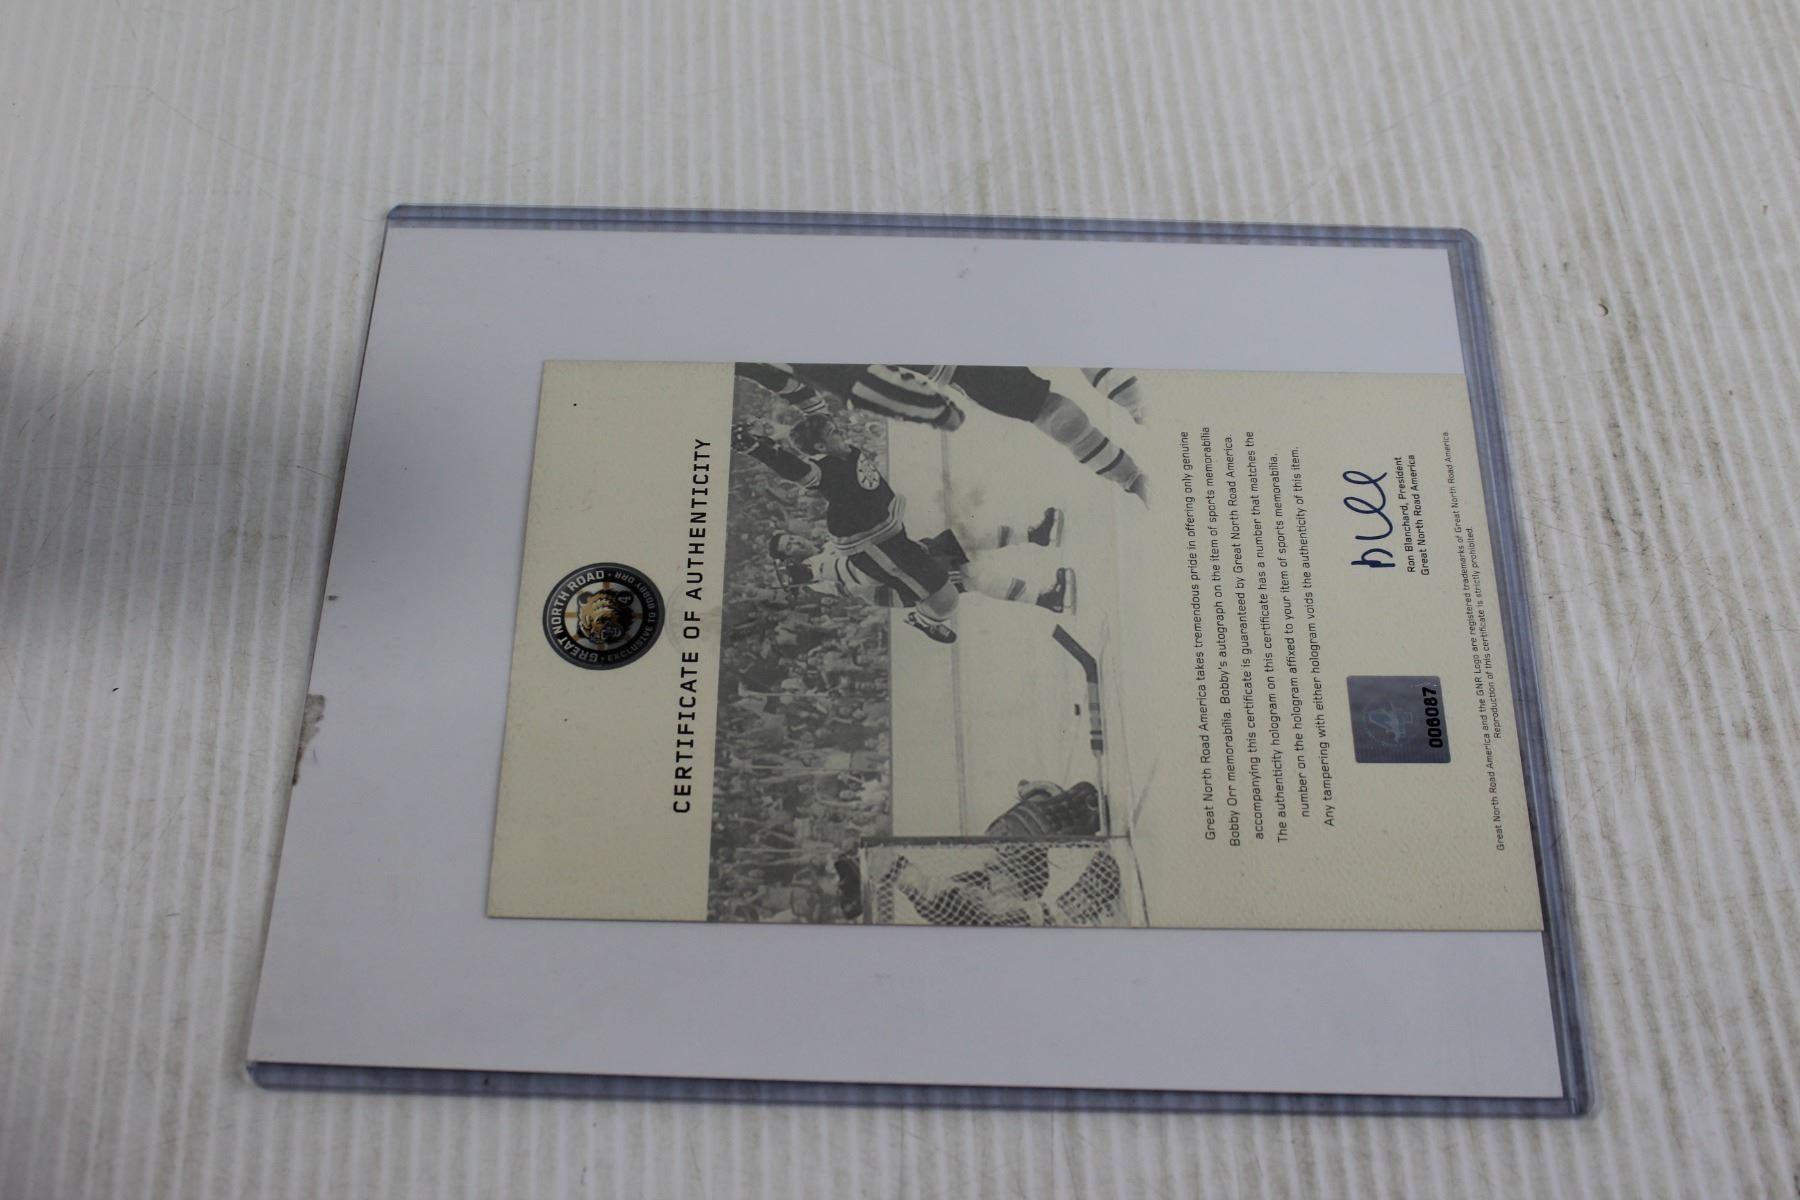 GREAT NORTH ROAD • EXCLUSIVE TO BOBBY ORR
4
CERTIFICATE OF AUTHENTICITY
Great North Road America takes tremendous pride in offering only genuine
Bobby Orr memorabilia. Bobby's autograph on the item of sports memorabilia
accompanying this certificate is guaranteed by Great North Road America.
The authenticity hologram on this certificate has a number that matches the
number on the hologram affixed to your item of sports memorabilia.
Any tampering with either hologram voids the authenticity of this item.
006087
Ron Blanchard, President
Great North Road America
Great North Road America and the GNR Logo are registered trademarks of Great North Road America.
Reproduction of this certificate is strictly prohibited.